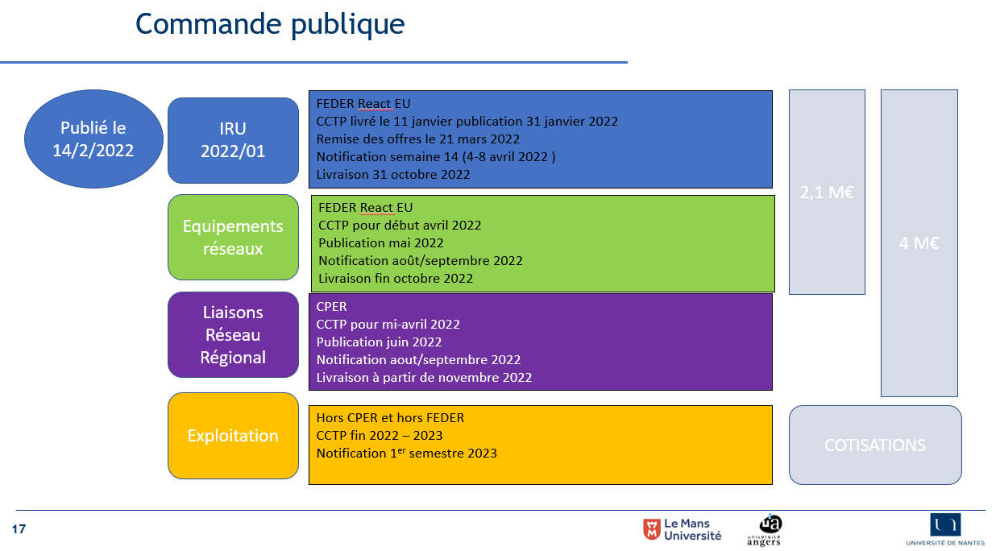 Commande publique
Publié le
14/2/2022
IRU
2022/01
FEDER React EU
CCTP livré le 11 janvier publication 31 janvier 2022
Remise des offres le 21 mars 2022
Notification semaine 14 (4-8 avril 2022 )
Livraison 31 octobre 2022
2,1 M€
4 M€
Equipements
réseaux
FEDER React EU
CCTP pour début avril 2022
Publication mai 2022
Notification août/septembre 2022
Livraison fin octobre 2022
Liaisons
Réseau
Régional
CPER
CCTP pour mi-avril 2022
Publication juin 2022
Notification aout/septembre 2022
Livraison à partir de novembre 2022
Exploitation
Hors CPER et hors FEDER
CCTP fin 2022 – 2023
Notification 1er semestre 2023
COTISATIONS
17
Le Mans
Université
ua
université
angers
UNIVERSITÉ DE NANTES